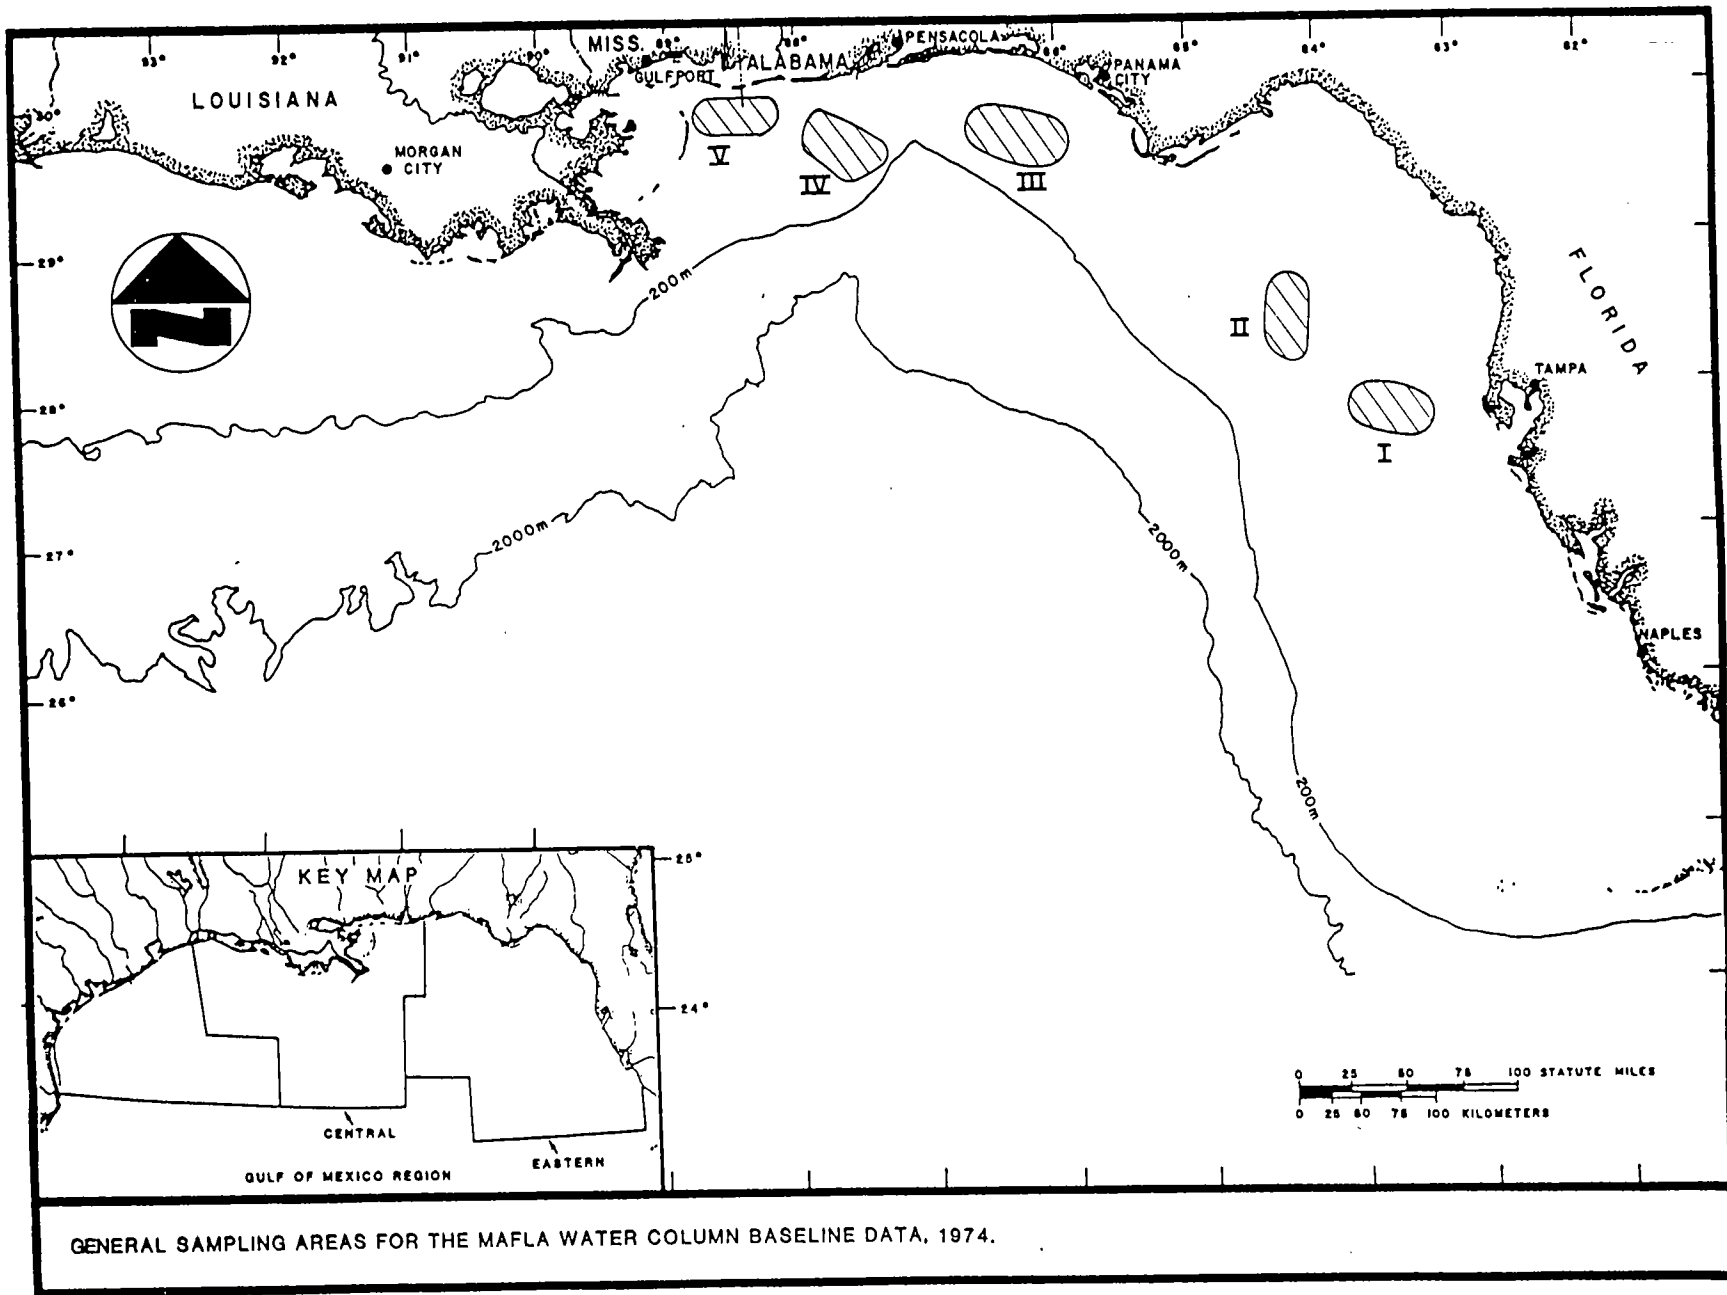 93° 92° 91° 90° 89° 88° 86° 85° 84° 83° 82°
MISS.
GULFPORT
ALABAMA
PENSACOLA
PANAMA
CITY
LOUISIANA
30°
MORGAN
CITY
V
IV
III
FLORIDA
29°
N
200m
II
TAMPA
28°
I
2000m
2000m
27°
NAPLES
26°
200m
25°
KEY MAP
24°
CENTRAL
EASTERN
GULF OF MEXICO REGION
0 25 50 75 100 STATUTE MILES
0 25 50 75 100 KILOMETERS
GENERAL SAMPLING AREAS FOR THE MAFLA WATER COLUMN BASELINE DATA, 1974.